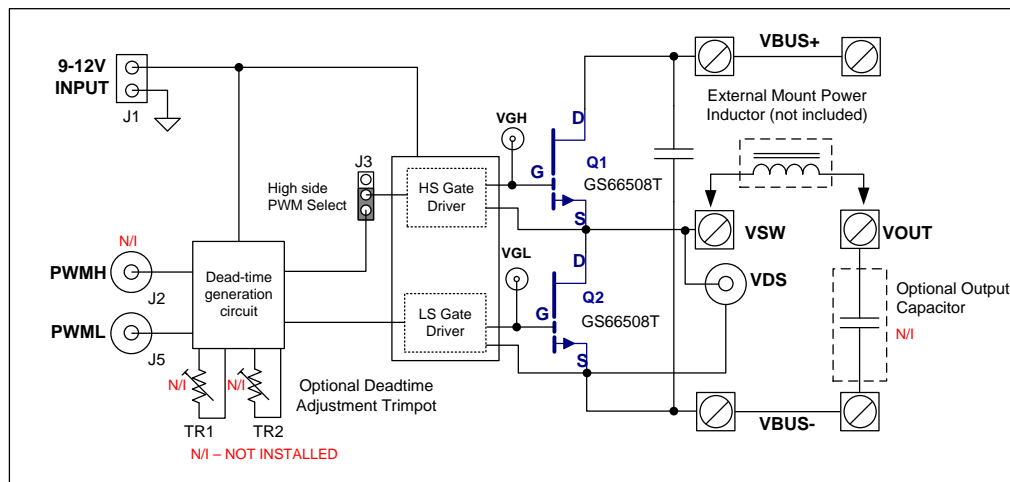 9-12V
INPUT
J1
VBUS+
External Mount Power
Inductor (not included)
J3
High side
PWM Select
VGH
HS Gate
Driver
D
G
S
Q1
GS66508T
VSW
VOUT
VDS
N/I
PWMH
J2
PWML
J5
Dead-time
generation
circuit
VGL
LS Gate
Driver
D
G
S
Q2
GS66508T
Optional Output
Capacitor
N/I
N/I
N/I
TR1
TR2
Optional Deadtime
Adjustment Trimpot
VBUS-
N/I – NOT INSTALLED